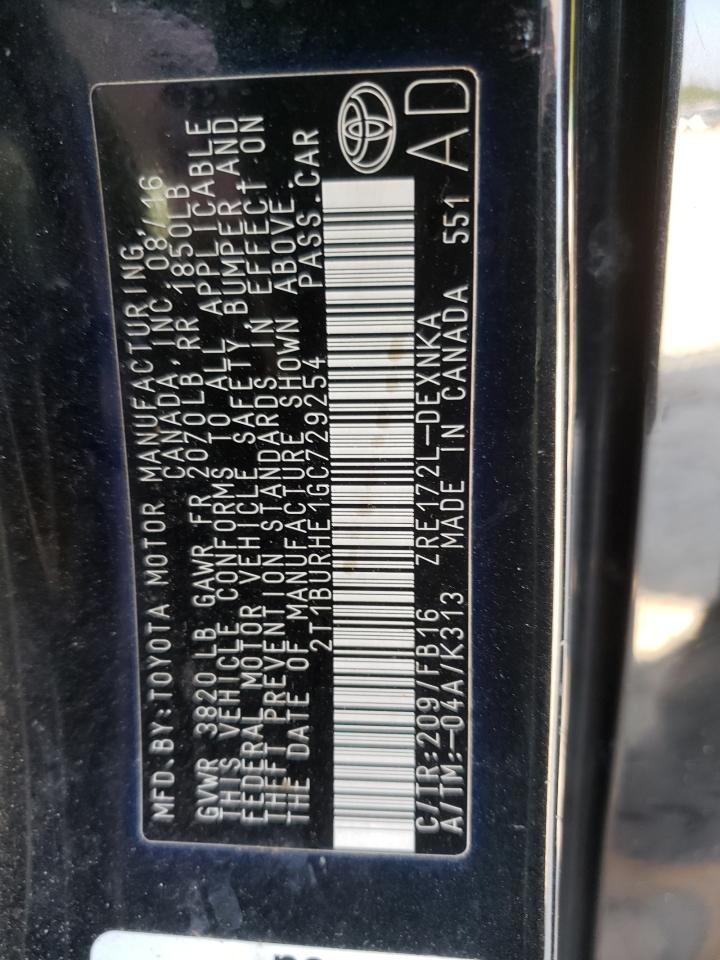 MFD.BY:TOYOTA MOTOR MANUFACTURING,
CANADA, INC 08/16
GVWR 3820LB GAWR FR 2070LB RR 1850LB
THIS VEHICLE CONFORMS TO ALL APPLICABLE
FEDERAL MOTOR VEHICLE SAFETY, BUMPER AND
THEFT PREVENTION STANDARDS IN EFFECT ON
THE DATE OF MANUFACTURE SHOWN ABOVE.
2T1BURHE1GC729254 PASS.CAR
C/TR:209/FB16 ZRE172L-DEXNKA
A/TM:-04A/K313 MADE IN CANADA 551
AD